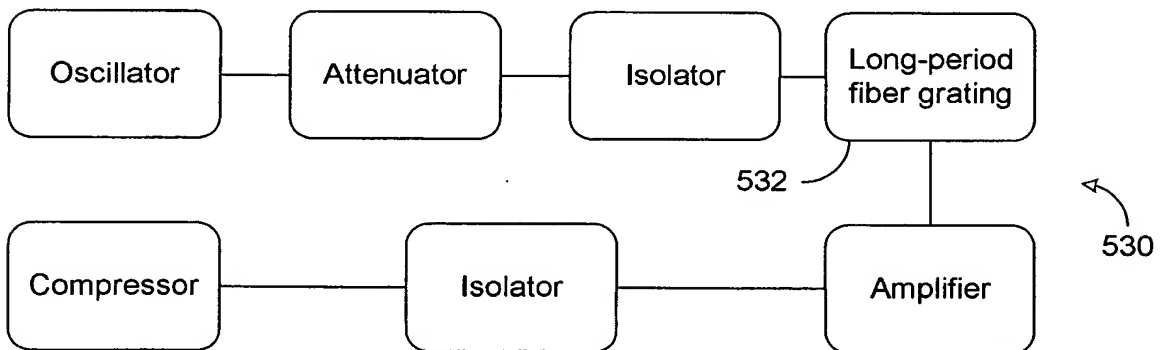 Oscillator
Attenuator
Isolator
Long-period
fiber grating
532
530
Compressor
Isolator
Amplifier